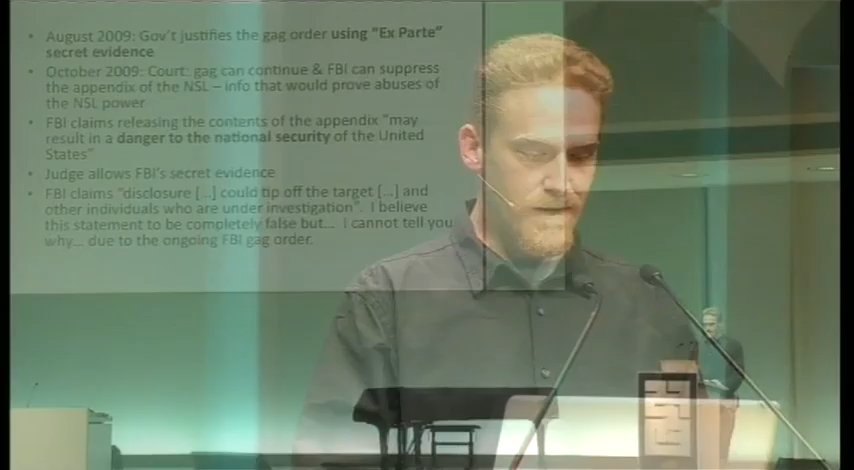 • August 2009: Gov't justifies the gag order using "Ex Parte"
secret evidence
• October 2009: Court: gag can continue & FBI can suppress
the appendix of the NSL – info that would prove abuses of
the NSL power
• FBI claims releasing the contents of the appendix "may
result in a danger to the national security of the United
States"
• Judge allows FBI's secret evidence
• FBI claims "disclosure [...] could tip off the target [...] and
other individuals who are under investigation". I believe
this statement to be completely false but... I cannot tell you
why... due to the ongoing FBI gag order.